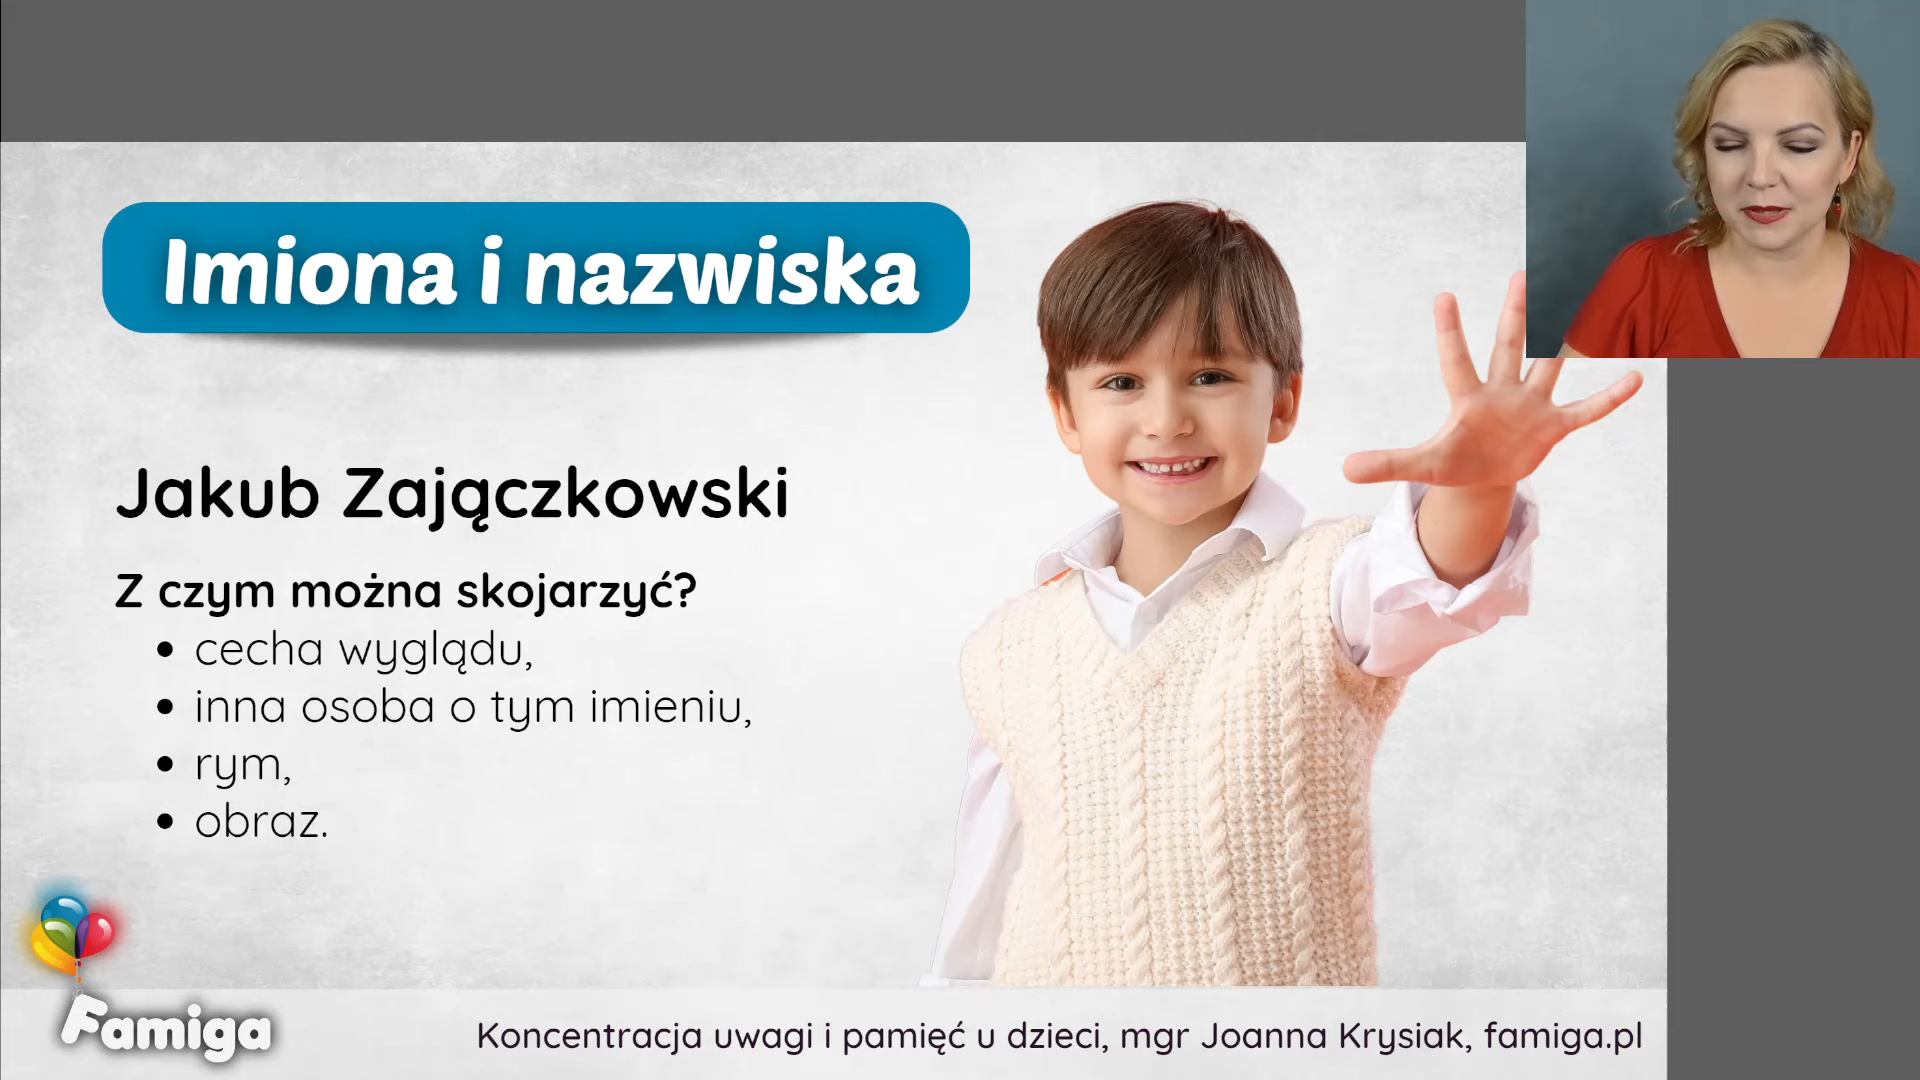 Imiona i nazwiska
Jakub Zajączkowski
Z czym można skojarzyć?
• cecha wyglądu,
• inna osoba o tym imieniu,
• rym,
• obraz.
Famiga
Koncentracja uwagi i pamięć u dzieci, mgr Joanna Krysiak, famiga.pl